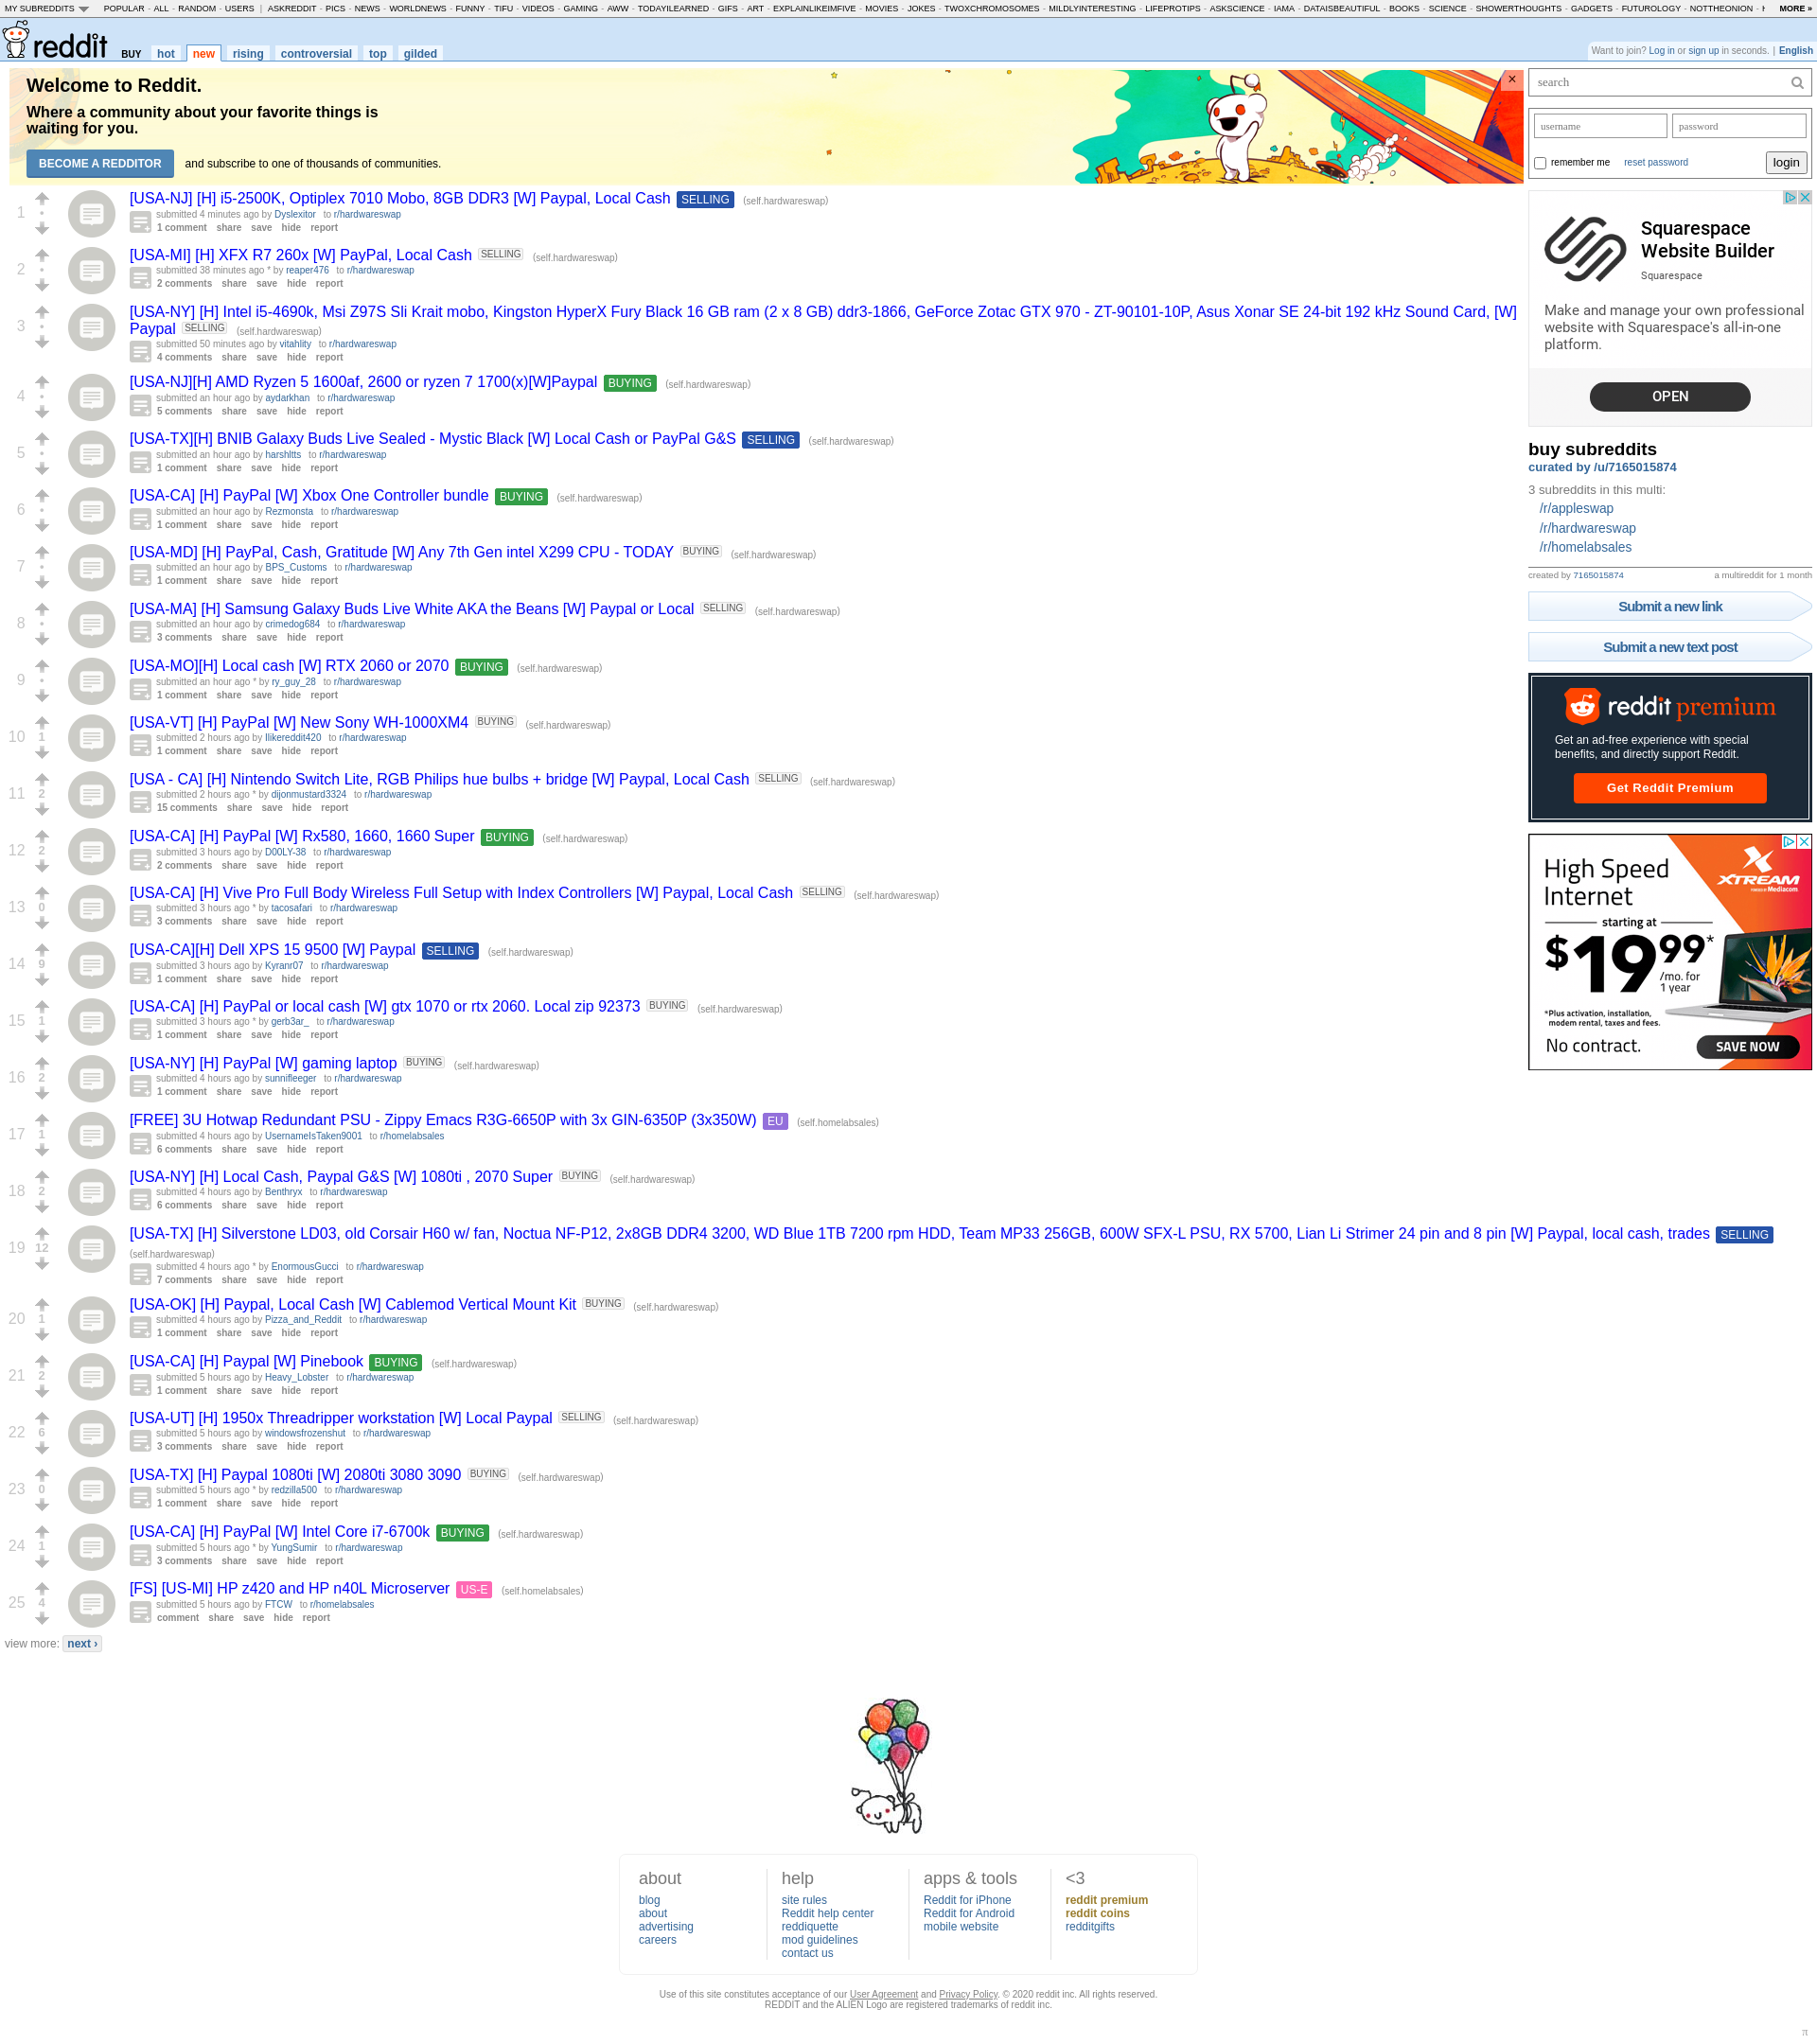 MY SUBREDDITS POPULAR - ALL - RANDOM - USERS | ASKREDDIT - PICS - NEWS - WORLDNEWS - FUNNY - TIFU - VIDEOS - GAMING - AWW - TODAYILEARNED - GIFS - ART - EXPLAINLIKEIMFIVE - MOVIES - JOKES - TWOXCHROMOSOMES - MILDLYINTERESTING - LIFEPROTIPS - ASKSCIENCE - IAMA - DATAISBEAUTIFUL - BOOKS - SCIENCE - SHOWERTHOUGHTS - GADGETS - FUTUROLOGY - NOTTHEONION - MORE »
reddit BUY hot new rising controversial top gilded
Want to join? Log in or sign up in seconds. | English
Welcome to Reddit.
Where a community about your favorite things is
waiting for you.
BECOME A REDDITOR and subscribe to one of thousands of communities.
×
1
[USA-NJ] [H] i5-2500K, Optiplex 7010 Mobo, 8GB DDR3 [W] Paypal, Local Cash SELLING (self.hardwareswap)
submitted 4 minutes ago by Dyslexitor to r/hardwareswap
1 comment share save hide report
2
[USA-MI] [H] XFX R7 260x [W] PayPal, Local Cash SELLING (self.hardwareswap)
submitted 38 minutes ago * by reaper476 to r/hardwareswap
2 comments share save hide report
3
[USA-NY] [H] Intel i5-4690k, Msi Z97S Sli Krait mobo, Kingston HyperX Fury Black 16 GB ram (2 x 8 GB) ddr3-1866, GeForce Zotac GTX 970 - ZT-90101-10P, Asus Xonar SE 24-bit 192 kHz Sound Card, [W]
Paypal SELLING (self.hardwareswap)
submitted 50 minutes ago by vitahlity to r/hardwareswap
4 comments share save hide report
4
[USA-NJ][H] AMD Ryzen 5 1600af, 2600 or ryzen 7 1700(x)[W]Paypal BUYING (self.hardwareswap)
submitted an hour ago by aydarkhan to r/hardwareswap
5 comments share save hide report
5
[USA-TX][H] BNIB Galaxy Buds Live Sealed - Mystic Black [W] Local Cash or PayPal G&S SELLING (self.hardwareswap)
submitted an hour ago by harshltts to r/hardwareswap
1 comment share save hide report
6
[USA-CA] [H] PayPal [W] Xbox One Controller bundle BUYING (self.hardwareswap)
submitted an hour ago by Rezmonsta to r/hardwareswap
1 comment share save hide report
7
[USA-MD] [H] PayPal, Cash, Gratitude [W] Any 7th Gen intel X299 CPU - TODAY BUYING (self.hardwareswap)
submitted an hour ago by BPS_Customs to r/hardwareswap
1 comment share save hide report
8
[USA-MA] [H] Samsung Galaxy Buds Live White AKA the Beans [W] Paypal or Local SELLING (self.hardwareswap)
submitted an hour ago by crimedog684 to r/hardwareswap
3 comments share save hide report
9
[USA-MO][H] Local cash [W] RTX 2060 or 2070 BUYING (self.hardwareswap)
submitted an hour ago * by ry_guy_28 to r/hardwareswap
1 comment share save hide report
10 1
[USA-VT] [H] PayPal [W] New Sony WH-1000XM4 BUYING (self.hardwareswap)
submitted 2 hours ago by Ilikereddit420 to r/hardwareswap
1 comment share save hide report
11 2
[USA - CA] [H] Nintendo Switch Lite, RGB Philips hue bulbs + bridge [W] Paypal, Local Cash SELLING (self.hardwareswap)
submitted 2 hours ago * by dijonmustard3324 to r/hardwareswap
15 comments share save hide report
12 2
[USA-CA] [H] PayPal [W] Rx580, 1660, 1660 Super BUYING (self.hardwareswap)
submitted 3 hours ago by D00LY-38 to r/hardwareswap
2 comments share save hide report
13 0
[USA-CA] [H] Vive Pro Full Body Wireless Full Setup with Index Controllers [W] Paypal, Local Cash SELLING (self.hardwareswap)
submitted 3 hours ago * by tacosafari to r/hardwareswap
3 comments share save hide report
14 9
[USA-CA][H] Dell XPS 15 9500 [W] Paypal SELLING (self.hardwareswap)
submitted 3 hours ago by Kyranr07 to r/hardwareswap
1 comment share save hide report
15 1
[USA-CA] [H] PayPal or local cash [W] gtx 1070 or rtx 2060. Local zip 92373 BUYING (self.hardwareswap)
submitted 3 hours ago * by gerb3ar_ to r/hardwareswap
1 comment share save hide report
16 2
[USA-NY] [H] PayPal [W] gaming laptop BUYING (self.hardwareswap)
submitted 4 hours ago by sunnifleeger to r/hardwareswap
1 comment share save hide report
17 1
[FREE] 3U Hotwap Redundant PSU - Zippy Emacs R3G-6650P with 3x GIN-6350P (3x350W) EU (self.homelabsales)
submitted 4 hours ago by UsernameIsTaken9001 to r/homelabsales
6 comments share save hide report
18 2
[USA-NY] [H] Local Cash, Paypal G&S [W] 1080ti , 2070 Super BUYING (self.hardwareswap)
submitted 4 hours ago by Benthryx to r/hardwareswap
6 comments share save hide report
19 12
[USA-TX] [H] Silverstone LD03, old Corsair H60 w/ fan, Noctua NF-P12, 2x8GB DDR4 3200, WD Blue 1TB 7200 rpm HDD, Team MP33 256GB, 600W SFX-L PSU, RX 5700, Lian Li Strimer 24 pin and 8 pin [W] Paypal, local cash, trades SELLING
(self.hardwareswap)
submitted 4 hours ago * by EnormousGucci to r/hardwareswap
7 comments share save hide report
20 1
[USA-OK] [H] Paypal, Local Cash [W] Cablemod Vertical Mount Kit BUYING (self.hardwareswap)
submitted 4 hours ago by Pizza_and_Reddit to r/hardwareswap
1 comment share save hide report
21 2
[USA-CA] [H] Paypal [W] Pinebook BUYING (self.hardwareswap)
submitted 5 hours ago by Heavy_Lobster to r/hardwareswap
1 comment share save hide report
22 6
[USA-UT] [H] 1950x Threadripper workstation [W] Local Paypal SELLING (self.hardwareswap)
submitted 5 hours ago by windowsfrozenshut to r/hardwareswap
3 comments share save hide report
23 0
[USA-TX] [H] Paypal 1080ti [W] 2080ti 3080 3090 BUYING (self.hardwareswap)
submitted 5 hours ago * by redzilla500 to r/hardwareswap
1 comment share save hide report
24 1
[USA-CA] [H] PayPal [W] Intel Core i7-6700k BUYING (self.hardwareswap)
submitted 5 hours ago * by YungSumir to r/hardwareswap
3 comments share save hide report
25 4
[FS] [US-MI] HP z420 and HP n40L Microserver US-E (self.homelabsales)
submitted 5 hours ago by FTCW to r/homelabsales
comment share save hide report
view more: next ›
search
username password
remember me reset password login
Squarespace
Website Builder
Squarespace
Make and manage your own professional
website with Squarespace's all-in-one
platform.
OPEN
buy subreddits
curated by /u/7165015874
3 subreddits in this multi:
/r/appleswap
/r/hardwareswap
/r/homelabsales
created by 7165015874 a multireddit for 1 month
Submit a new link
Submit a new text post
reddit premium
Get an ad-free experience with special
benefits, and directly support Reddit.
Get Reddit Premium
High Speed
Internet
XTREAM
POWERED BY Mediacom
starting at
$19⁹⁹*
/mo. for
1 year
*Plus activation, installation,
modem rental, taxes and fees.
No contract. SAVE NOW
about help apps & tools <3
blog site rules Reddit for iPhone reddit premium
about Reddit help center Reddit for Android reddit coins
advertising reddiquette mobile website redditgifts
careers mod guidelines
contact us
Use of this site constitutes acceptance of our User Agreement and Privacy Policy. © 2020 reddit inc. All rights reserved.
REDDIT and the ALIEN Logo are registered trademarks of reddit inc.
π